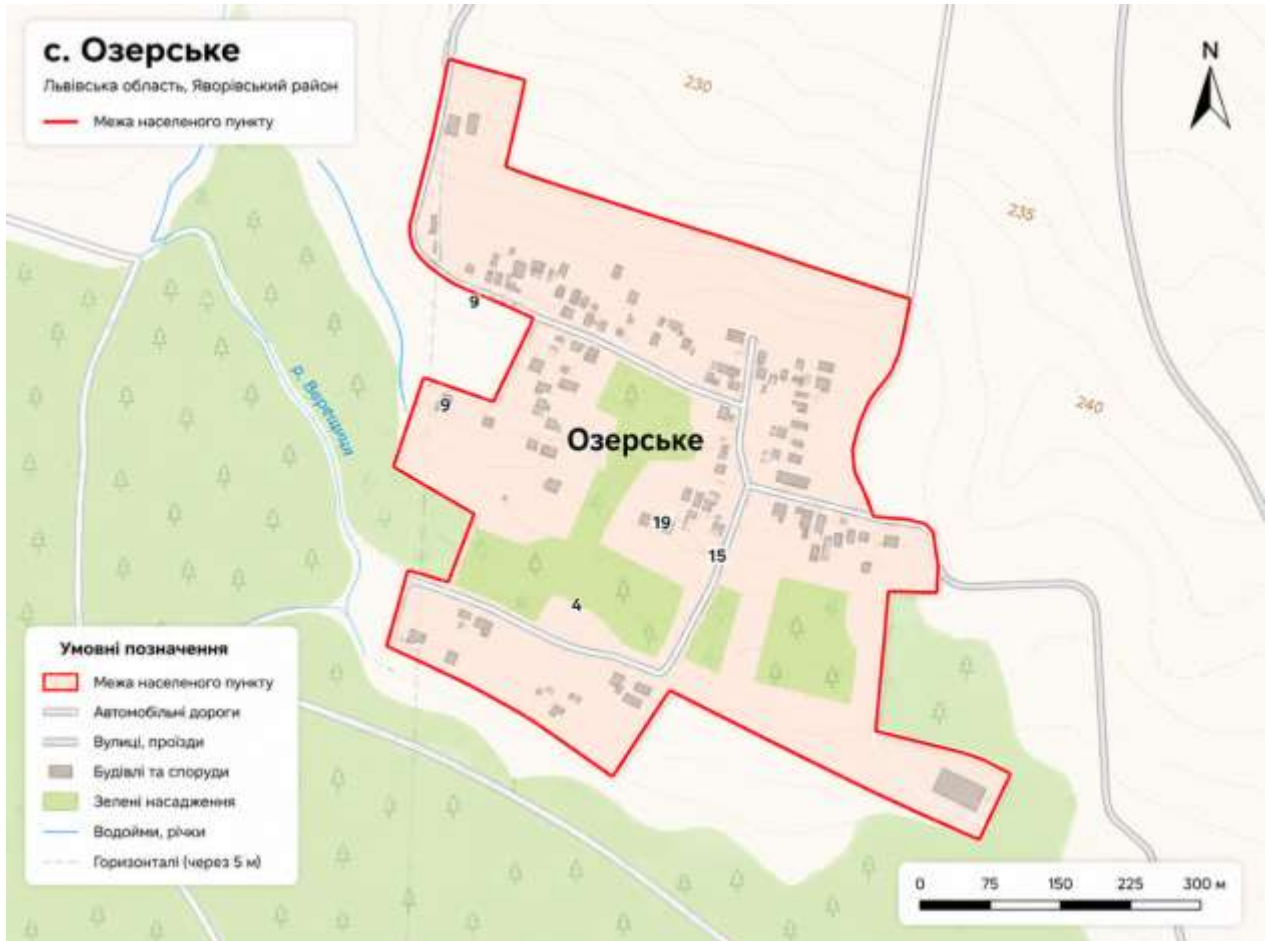 с. Озерське
Львівська область, Яворівський район
Межа населеного пункту
N
230
235
240
9
р. Верещиця
9
Озерське
19
15
4
Умовні позначення
Межа населеного пункту
Автомобільні дороги
Вулиці, проїзди
Будівлі та споруди
Зелені насадження
Водойми, річки
Горизонталі (через 5 м)
0 75 150 225 300 м